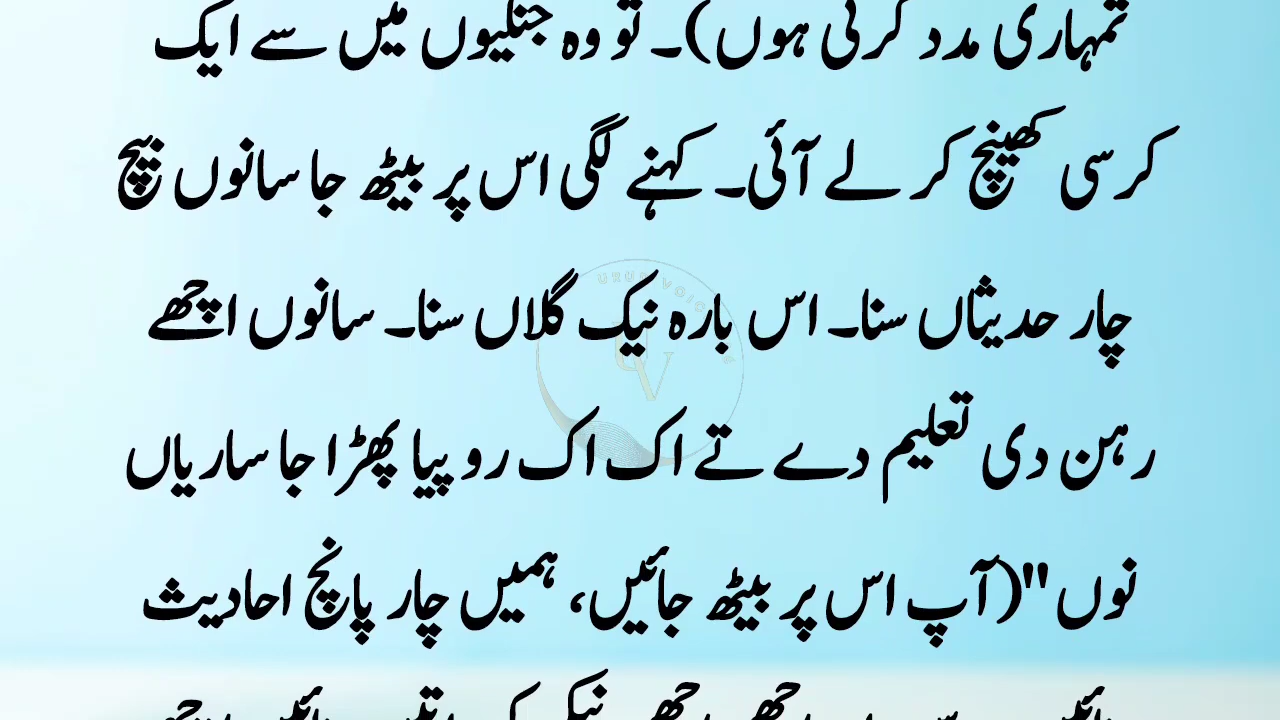 تمہاری مدد کرتی ہوں)۔ تو وہ جنگلیوں میں سے ایک
کرسی کھینچ کر لے آئی۔ کہنے لگی اس پر بیٹھ جا سانوں پنج
چار حدیثاں سنا۔ اس بارہ نیک گلاں سنا۔ سانوں اچھے
رہن دی تعلیم دے تے اک اک روپیا پھڑا جا ساریاں
نوں "(آپ اس پر بیٹھ جائیں، ہمیں چار پانچ احادیث